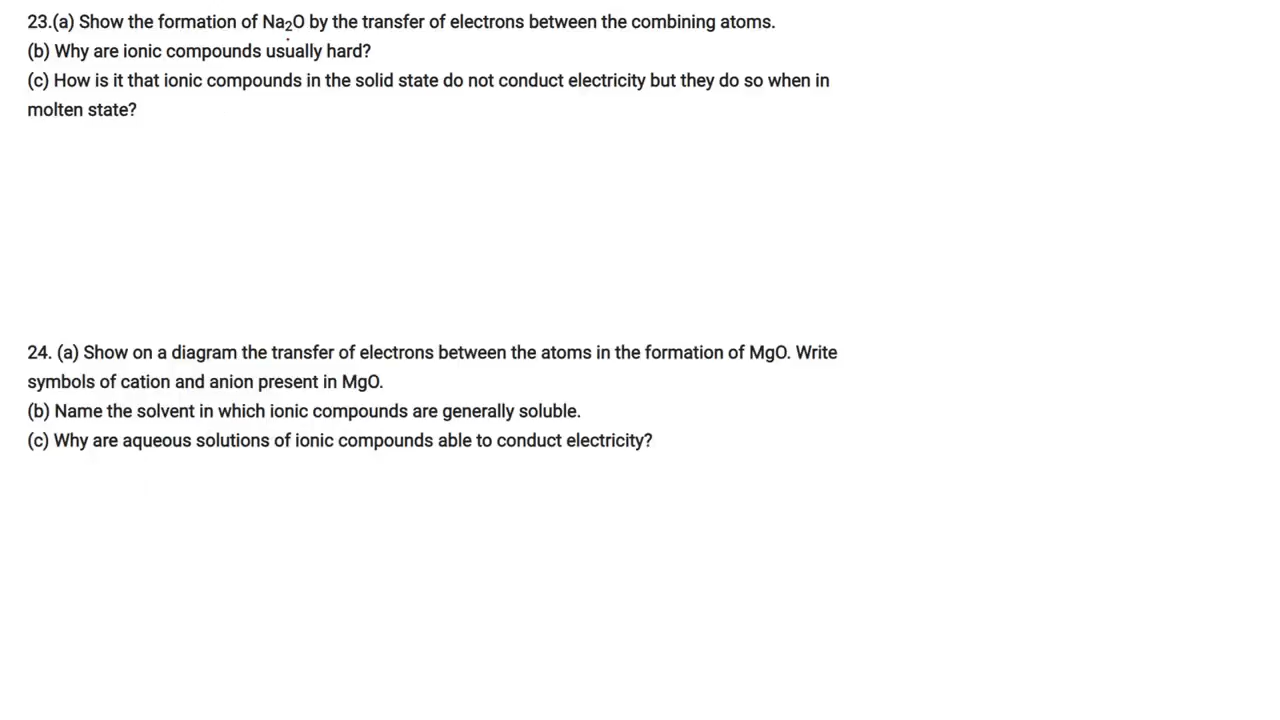 23.(a) Show the formation of Na₂O by the transfer of electrons between the combining atoms.
(b) Why are ionic compounds usually hard?
(c) How is it that ionic compounds in the solid state do not conduct electricity but they do so when in
molten state?
24. (a) Show on a diagram the transfer of electrons between the atoms in the formation of MgO. Write
symbols of cation and anion present in MgO.
(b) Name the solvent in which ionic compounds are generally soluble.
(c) Why are aqueous solutions of ionic compounds able to conduct electricity?